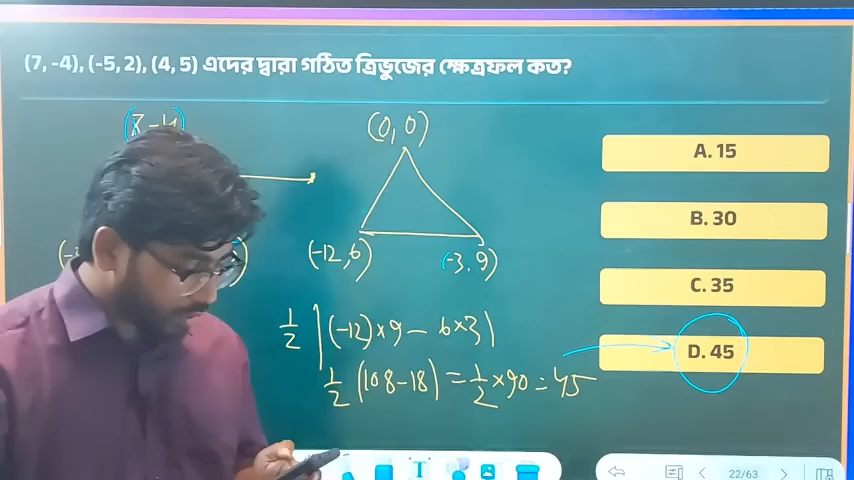 (7, -4), (-5, 2), (4, 5) এদের দ্বারা গঠিত ত্রিভুজের ক্ষেত্রফল কত?
(0, 0)
(-12, 6)
(-3, 9)
1/2 |(-12)×9 - 6×3|
1/2 (108-18) = 1/2 ×90 = 45
A. 15
B. 30
C. 35
D. 45
T
22/63